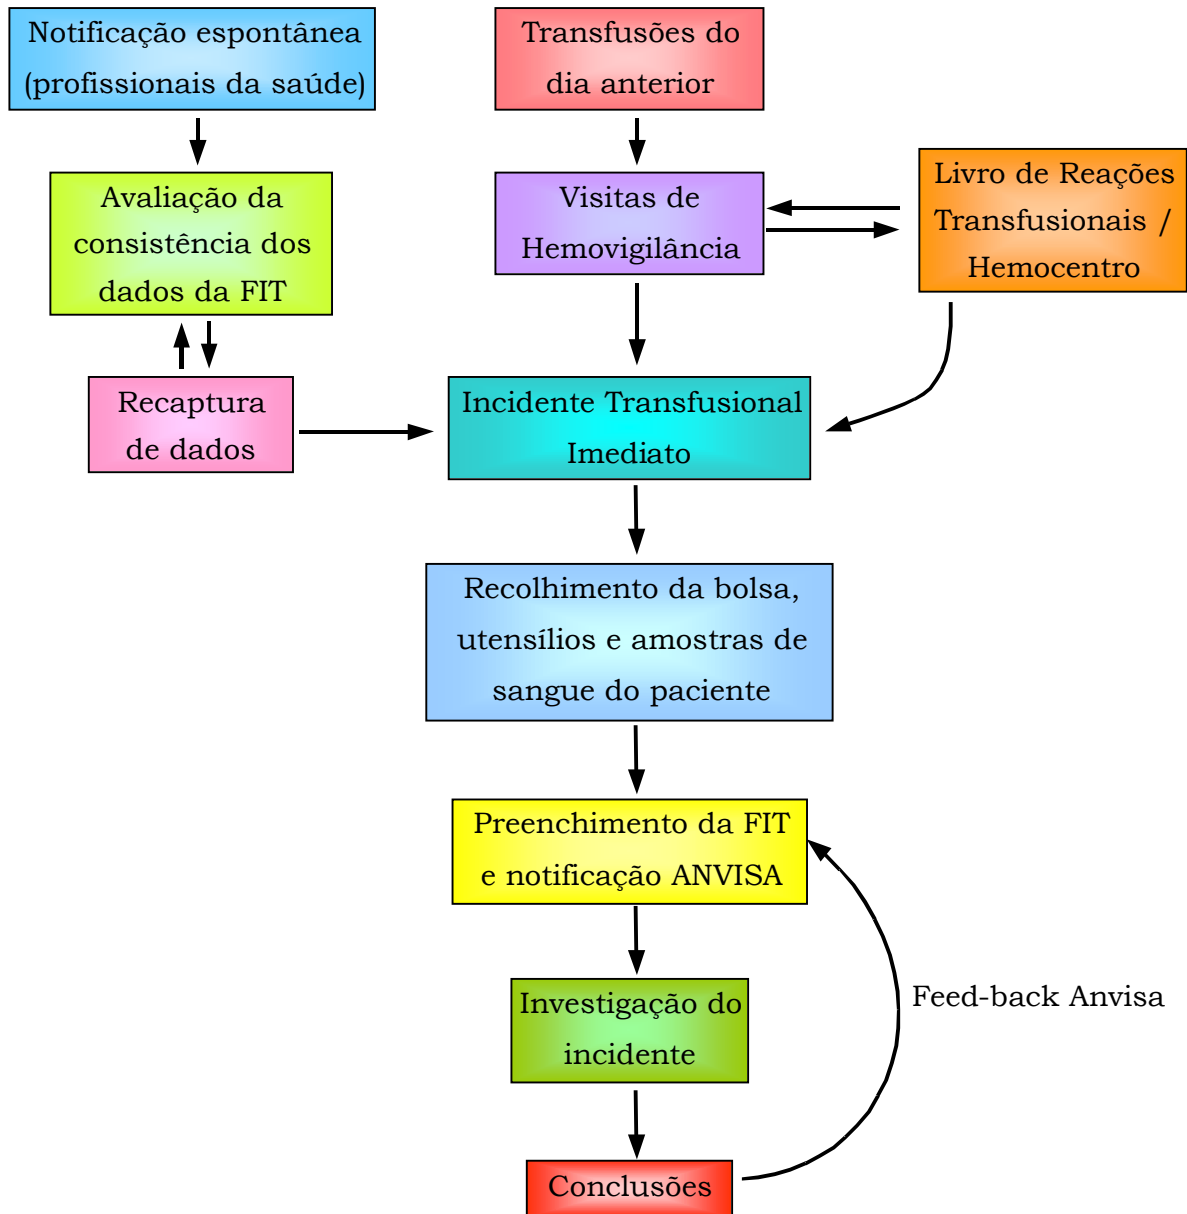 Notificação espontânea
(profissionais da saúde)
Transfusões do
dia anterior
Avaliação da
consistência dos
dados da FIT
Visitas de
Hemovigilância
Livro de Reações
Transfusionais /
Hemocentro
Recaptura
de dados
Incidente Transfusional
Imediato
Recolhimento da bolsa,
utensílios e amostras de
sangue do paciente
Preenchimento da FIT
e notificação ANVISA
Investigação do
incidente
Feed-back Anvisa
Conclusões